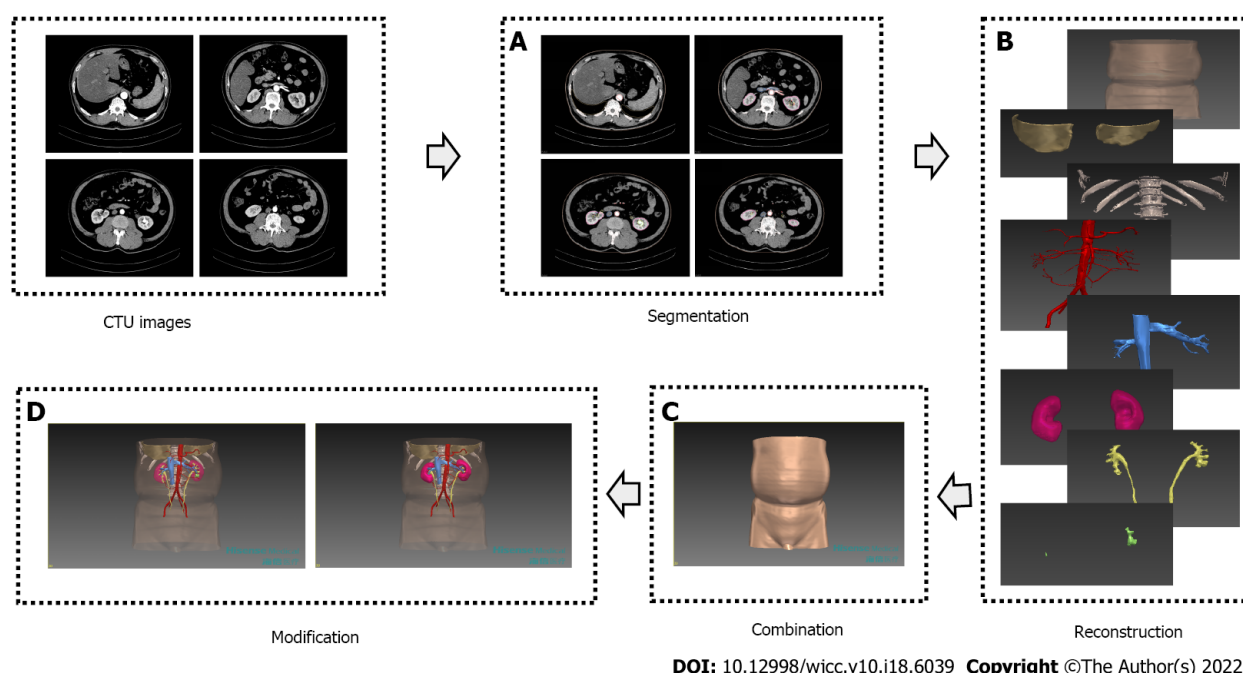 A
B
CTU images
Segmentation
D
C
Modification
Combination
Reconstruction
DOI: 10.12998/wjcc.v10.i18.6039 Copyright ©The Author(s) 2022